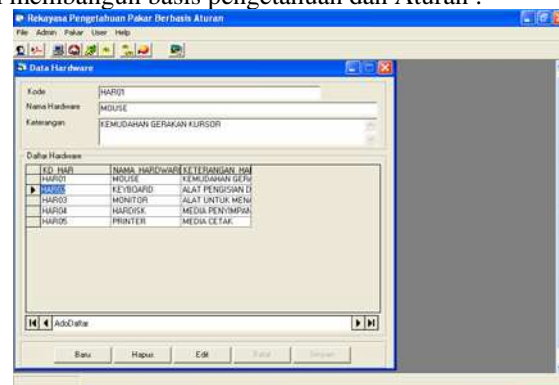 membangun basis pengetahuan dan Aturan :
Rekayasa Pengetahuan Pakar Berbasis Aturan
File Admin Pakar User Help
Data Hardware
Kode HAR01
Nama Hardware MOUSE
Keterangan KEMUDAHAN GERAKAN KURSOR
Daftar Hardware
KD_HAR NAMA_HARDWARE KETERANGAN_HAR
HAR01 MOUSE KEMUDAHAN GERA
HAR02 KEYBOARD ALAT PENGISIAN D
HAR03 MONITOR ALAT UNTUK MENA
HAR04 HARDISK MEDIA PENYIMPAN
HAR05 PRINTER MEDIA CETAK
AdoDaftar
Baru Hapus Edit Batal Simpan